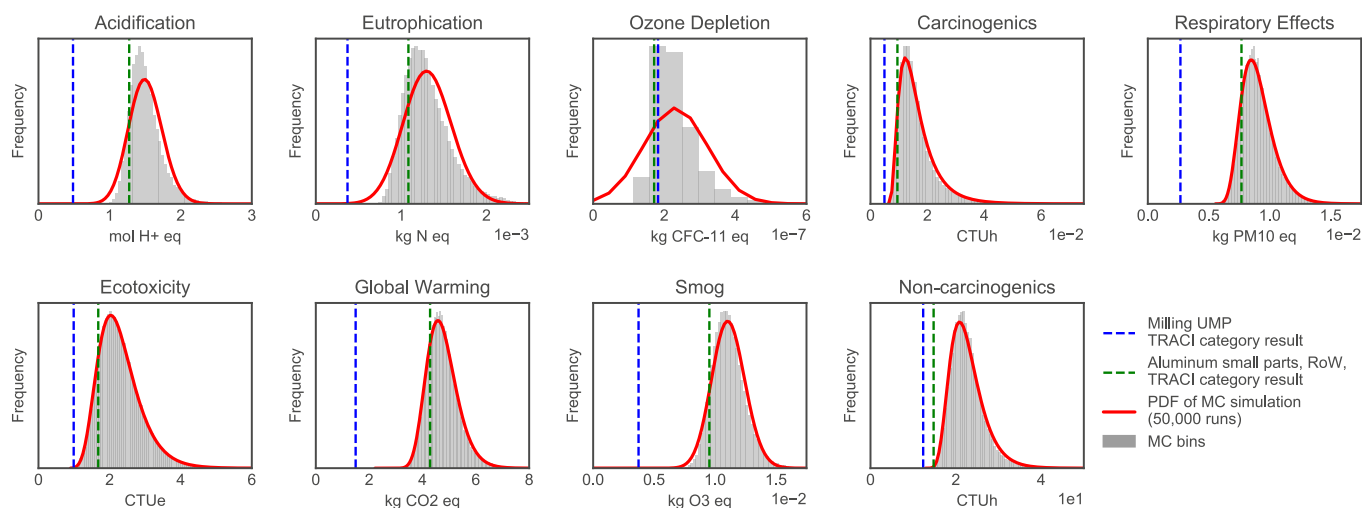 Acidification
Frequency
0 1 2 3
mol H+ eq
Eutrophication
Frequency
0 1 2
kg N eq 1e−3
Ozone Depletion
Frequency
0 2 4 6
kg CFC-11 eq 1e−7
Carcinogenics
Frequency
0 2 4 6
CTUh 1e−2
Respiratory Effects
Frequency
0.0 0.5 1.0 1.5
kg PM10 eq 1e−2
Ecotoxicity
Frequency
0 2 4 6
CTUe
Global Warming
Frequency
0 2 4 6 8
kg CO2 eq
Smog
Frequency
0.0 0.5 1.0 1.5
kg O3 eq 1e−2
Non-carcinogenics
Frequency
0 2 4
CTUh 1e1
Milling UMP
TRACI category result
Aluminum small parts, RoW,
TRACI category result
PDF of MC simulation
(50,000 runs)
MC bins